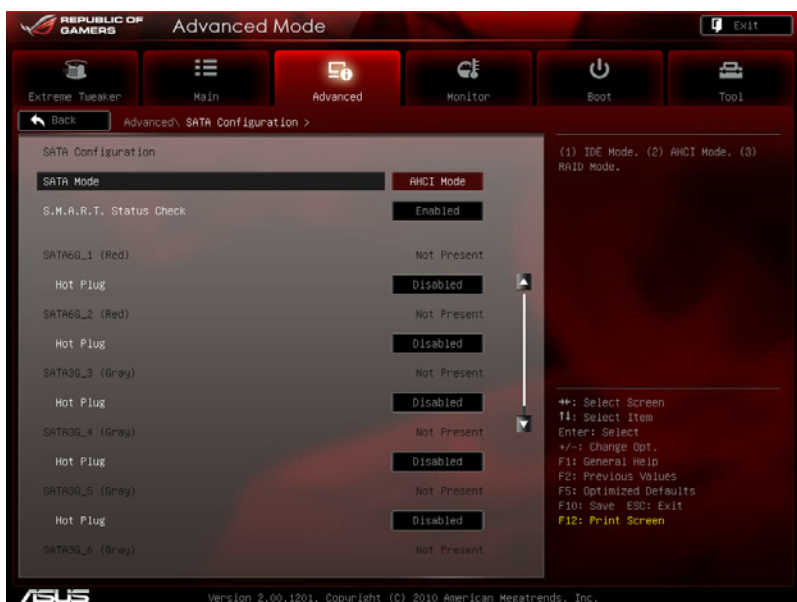 REPUBLIC OF
GAMERS
Advanced Mode
Exit
Extreme Tweaker
Main
Advanced
Monitor
Boot
Tool
Back
Advanced\ SATA Configuration >
SATA Configuration
SATA Mode
AHCI Mode
S.M.A.R.T. Status Check
Enabled
SATA6G_1 (Red)
Not Present
Hot Plug
Disabled
SATA6G_2 (Red)
Not Present
Hot Plug
Disabled
SATA3G_3 (Gray)
Not Present
Hot Plug
Disabled
SATA3G_4 (Gray)
Not Present
Hot Plug
Disabled
SATA3G_5 (Gray)
Not Present
Hot Plug
Disabled
SATA3G_6 (Gray)
Not Present
(1) IDE Mode. (2) AHCI Mode. (3)
RAID Mode.
→←: Select Screen
↑↓: Select Item
Enter: Select
+/-: Change Opt.
F1: General Help
F2: Previous Values
F5: Optimized Defaults
F10: Save ESC: Exit
F12: Print Screen
ASUS
Version 2.00.1201. Copyright (C) 2010 American Megatrends, Inc.